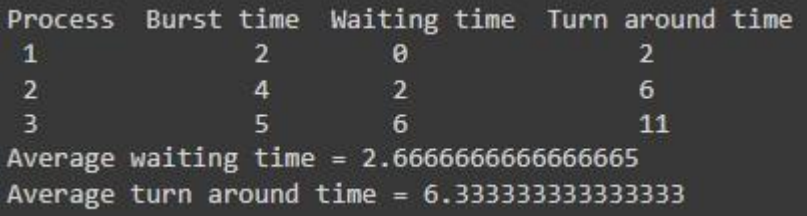 Process Burst time Waiting time Turn around time
1 2 0 2
2 4 2 6
3 5 6 11
Average waiting time = 2.6666666666666665
Average turn around time = 6.333333333333333